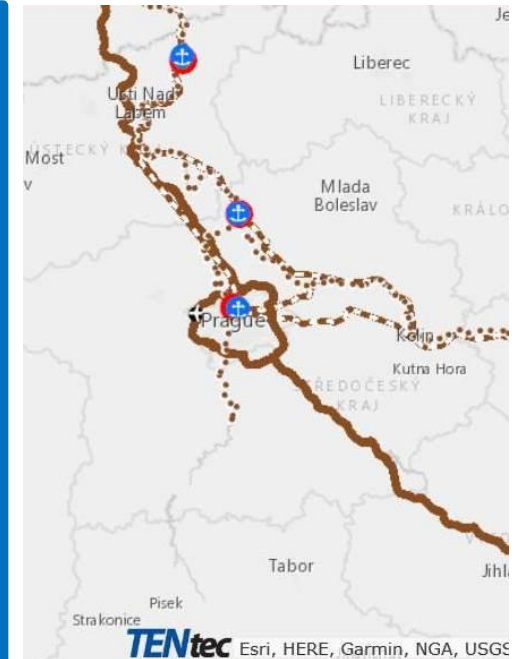 Je
Liberec
Usti Nad
Labem
LIBERECKÝ
KRAJ
ÚSTECKÝ K
Most
v
Mlada
Boleslav
KRÁLO
Prague
Kolin
Kutna Hora
STŘEDOČESKÝ
KRAJ
Tabor
Jihla
Pisek
Strakonice
TENtec Esri, HERE, Garmin, NGA, USGS